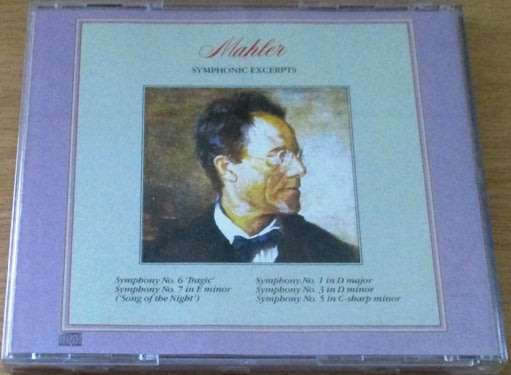 Mahler
SYMPHONIC EXCERPTS
Symphony No. 6 'Tragic'
Symphony No. 7 in E minor
('Song of the Night')
Symphony No. 1 in D major
Symphony No. 3 in D minor
Symphony No. 5 in C-sharp minor